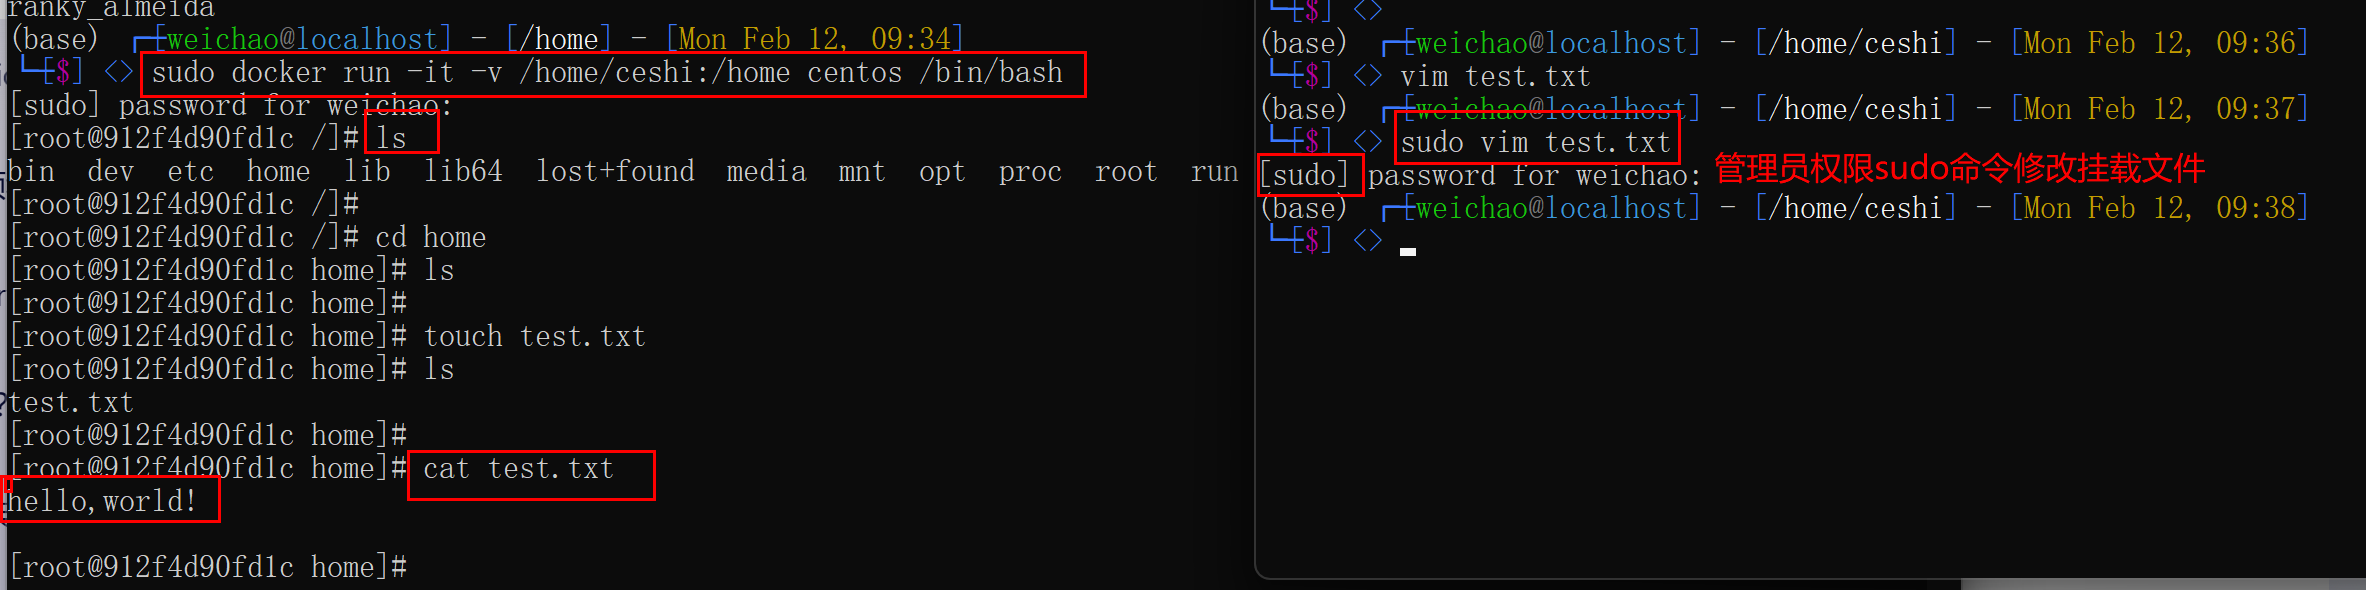 ranky_almeida
(base) ┌─[weichao@localhost] - [/home] - [Mon Feb 12, 09:34]
└─[$] <> sudo docker run -it -v /home/ceshi:/home centos /bin/bash
[sudo] password for weichao:
[root@912f4d90fd1c /]# ls
bin dev etc home lib lib64 lost+found media mnt opt proc root run
[root@912f4d90fd1c /]#
[root@912f4d90fd1c /]# cd home
[root@912f4d90fd1c home]# ls
[root@912f4d90fd1c home]#
[root@912f4d90fd1c home]# touch test.txt
[root@912f4d90fd1c home]# ls
test.txt
[root@912f4d90fd1c home]#
[root@912f4d90fd1c home]# cat test.txt
hello,world!
[root@912f4d90fd1c home]#
└─[$] <>
(base) ┌─[weichao@localhost] - [/home/ceshi] - [Mon Feb 12, 09:36]
└─[$] <> vim test.txt
(base) ┌─[weichao@localhost] - [/home/ceshi] - [Mon Feb 12, 09:37]
└─[$] <> sudo vim test.txt
[sudo] password for weichao: 管理员权限sudo命令修改挂载文件
(base) ┌─[weichao@localhost] - [/home/ceshi] - [Mon Feb 12, 09:38]
└─[$] <>